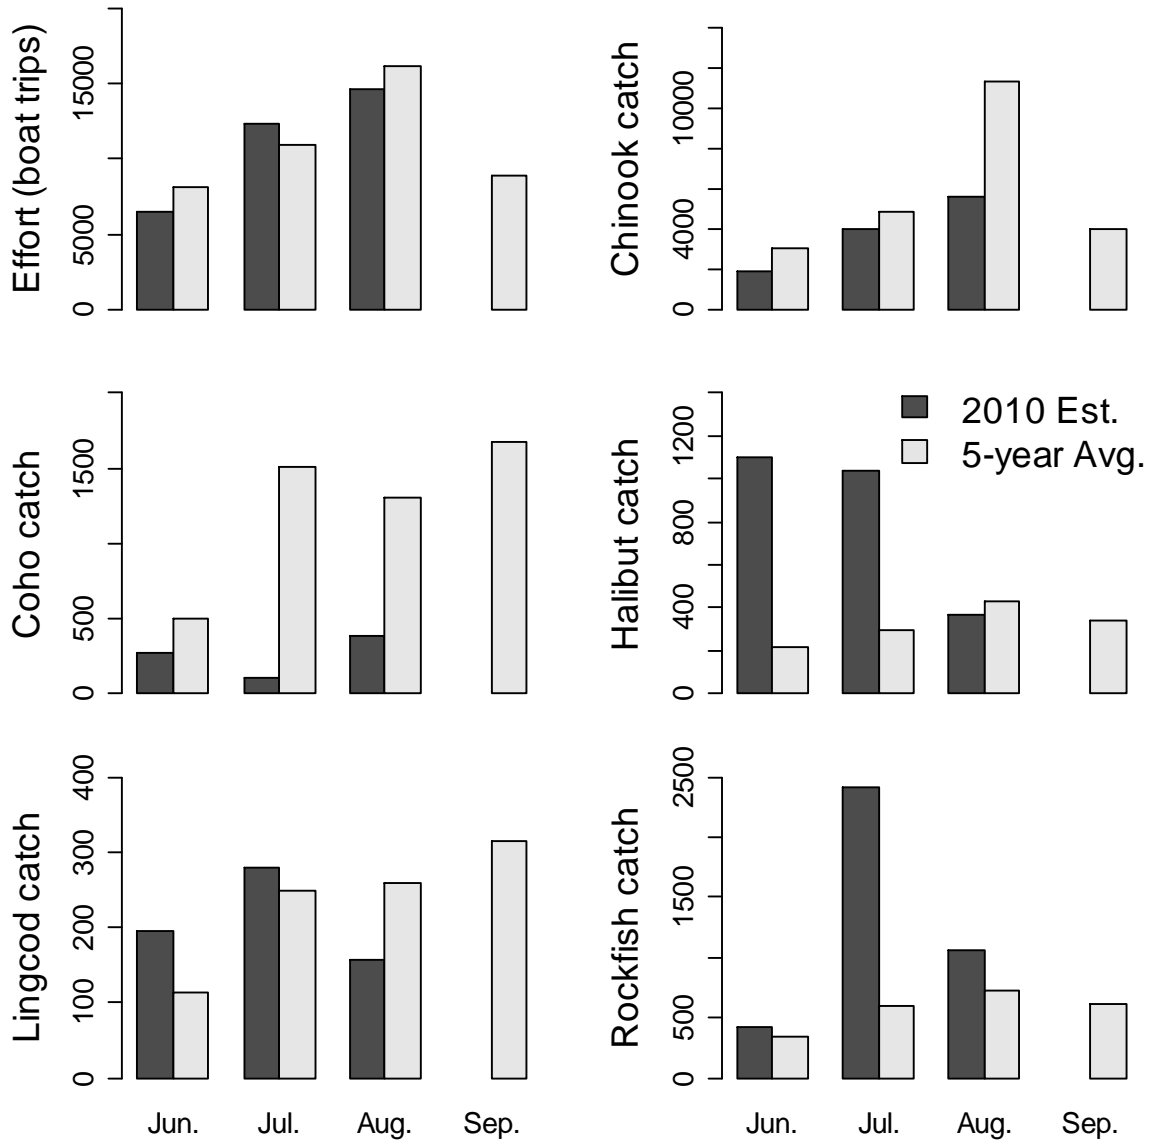 Effort (boat trips)
15000
5000
0
Chinook catch
10000
4000
0
Coho catch
1500
500
0
Halibut catch
1200
800
400
0
2010 Est.
5-year Avg.
Lingcod catch
400
300
200
100
0
Jun. Jul. Aug. Sep.
Rockfish catch
2500
1500
500
0
Jun. Jul. Aug. Sep.